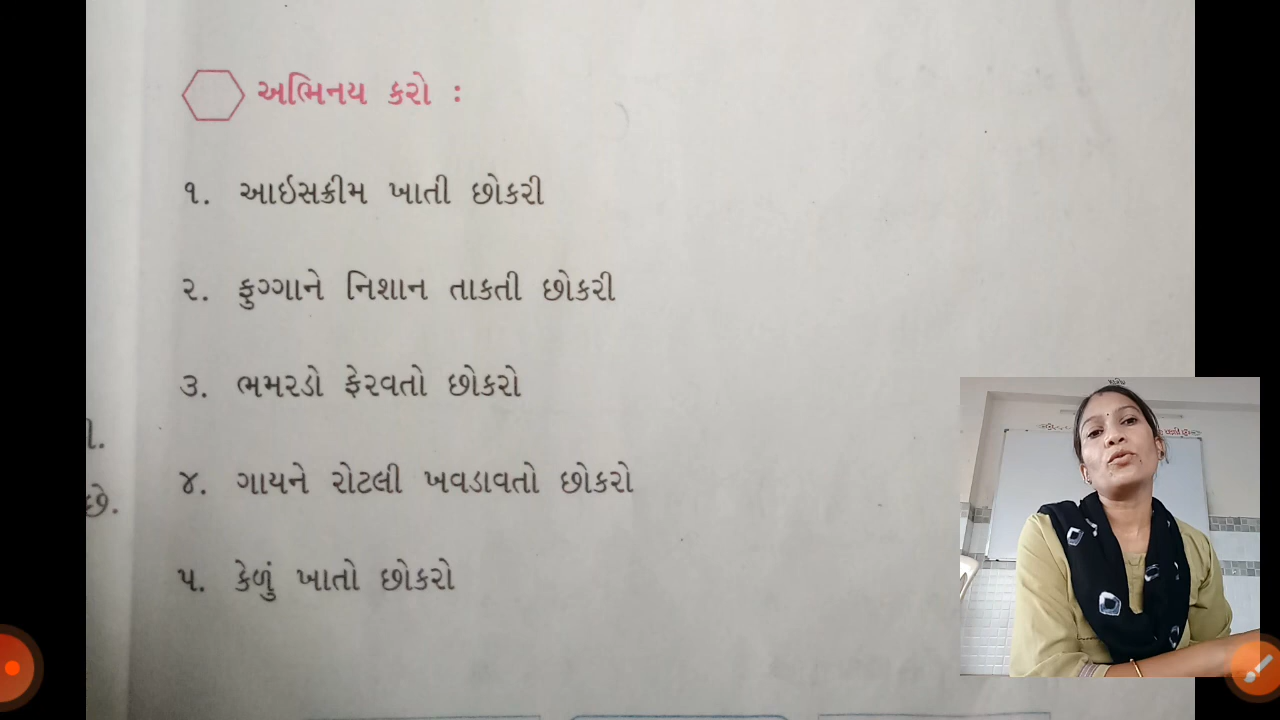 અભિનય કરો :
૧. આઇસક્રીમ ખાતી છોકરી
૨. ફુગ્ગાને નિશાન તાકતી છોકરી
૩. ભમરડો ફેરવતો છોકરો
૪. ગાયને રોટલી ખવડાવતો છોકરો
૫. કેળું ખાતો છોકરો
છે.